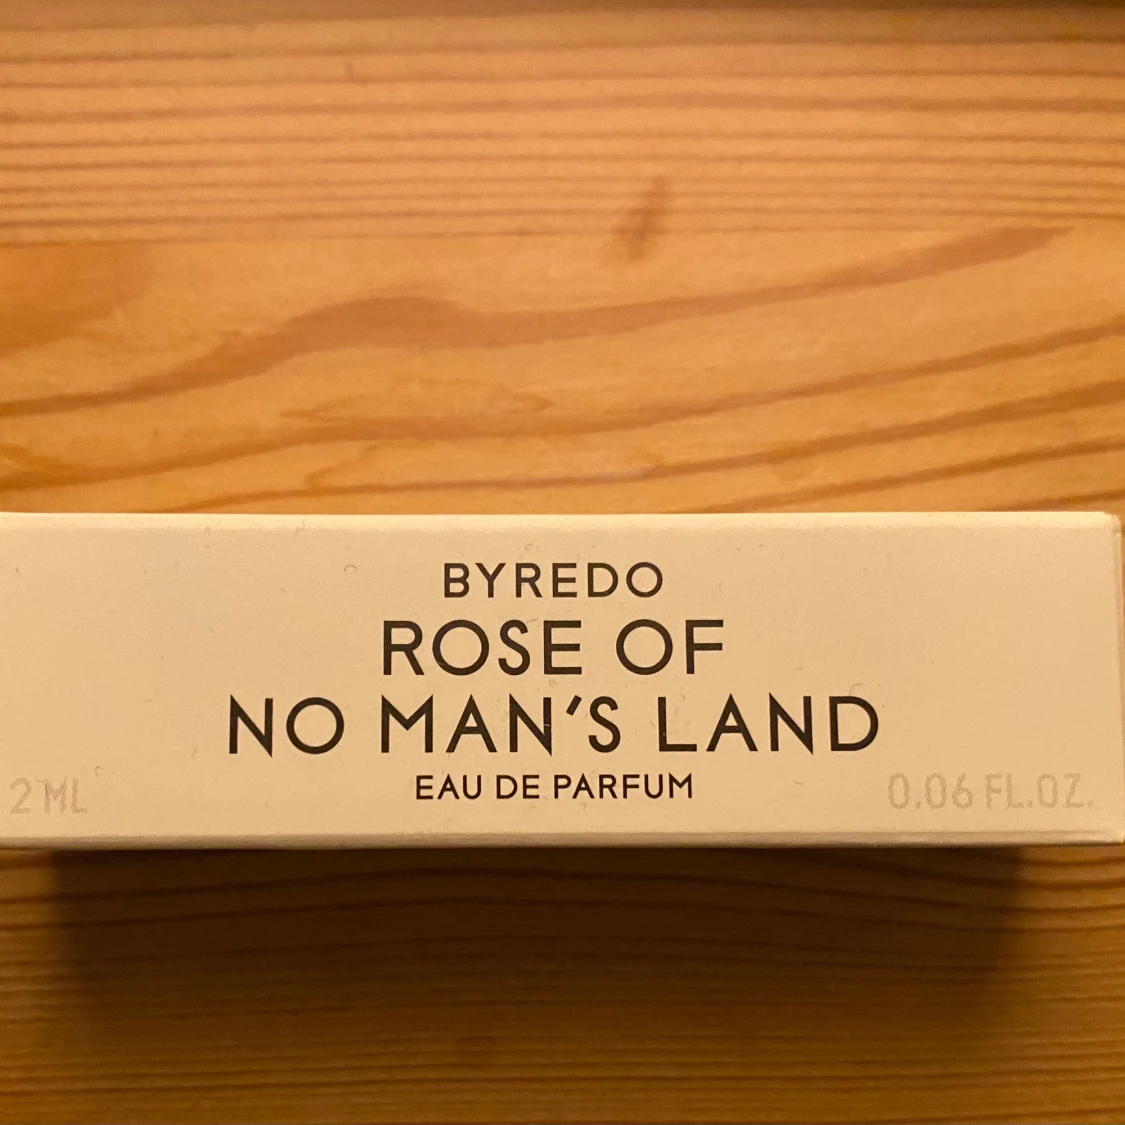 BYREDO
ROSE OF
NO MAN'S LAND
EAU DE PARFUM
2 ML
0.06 FL.OZ.